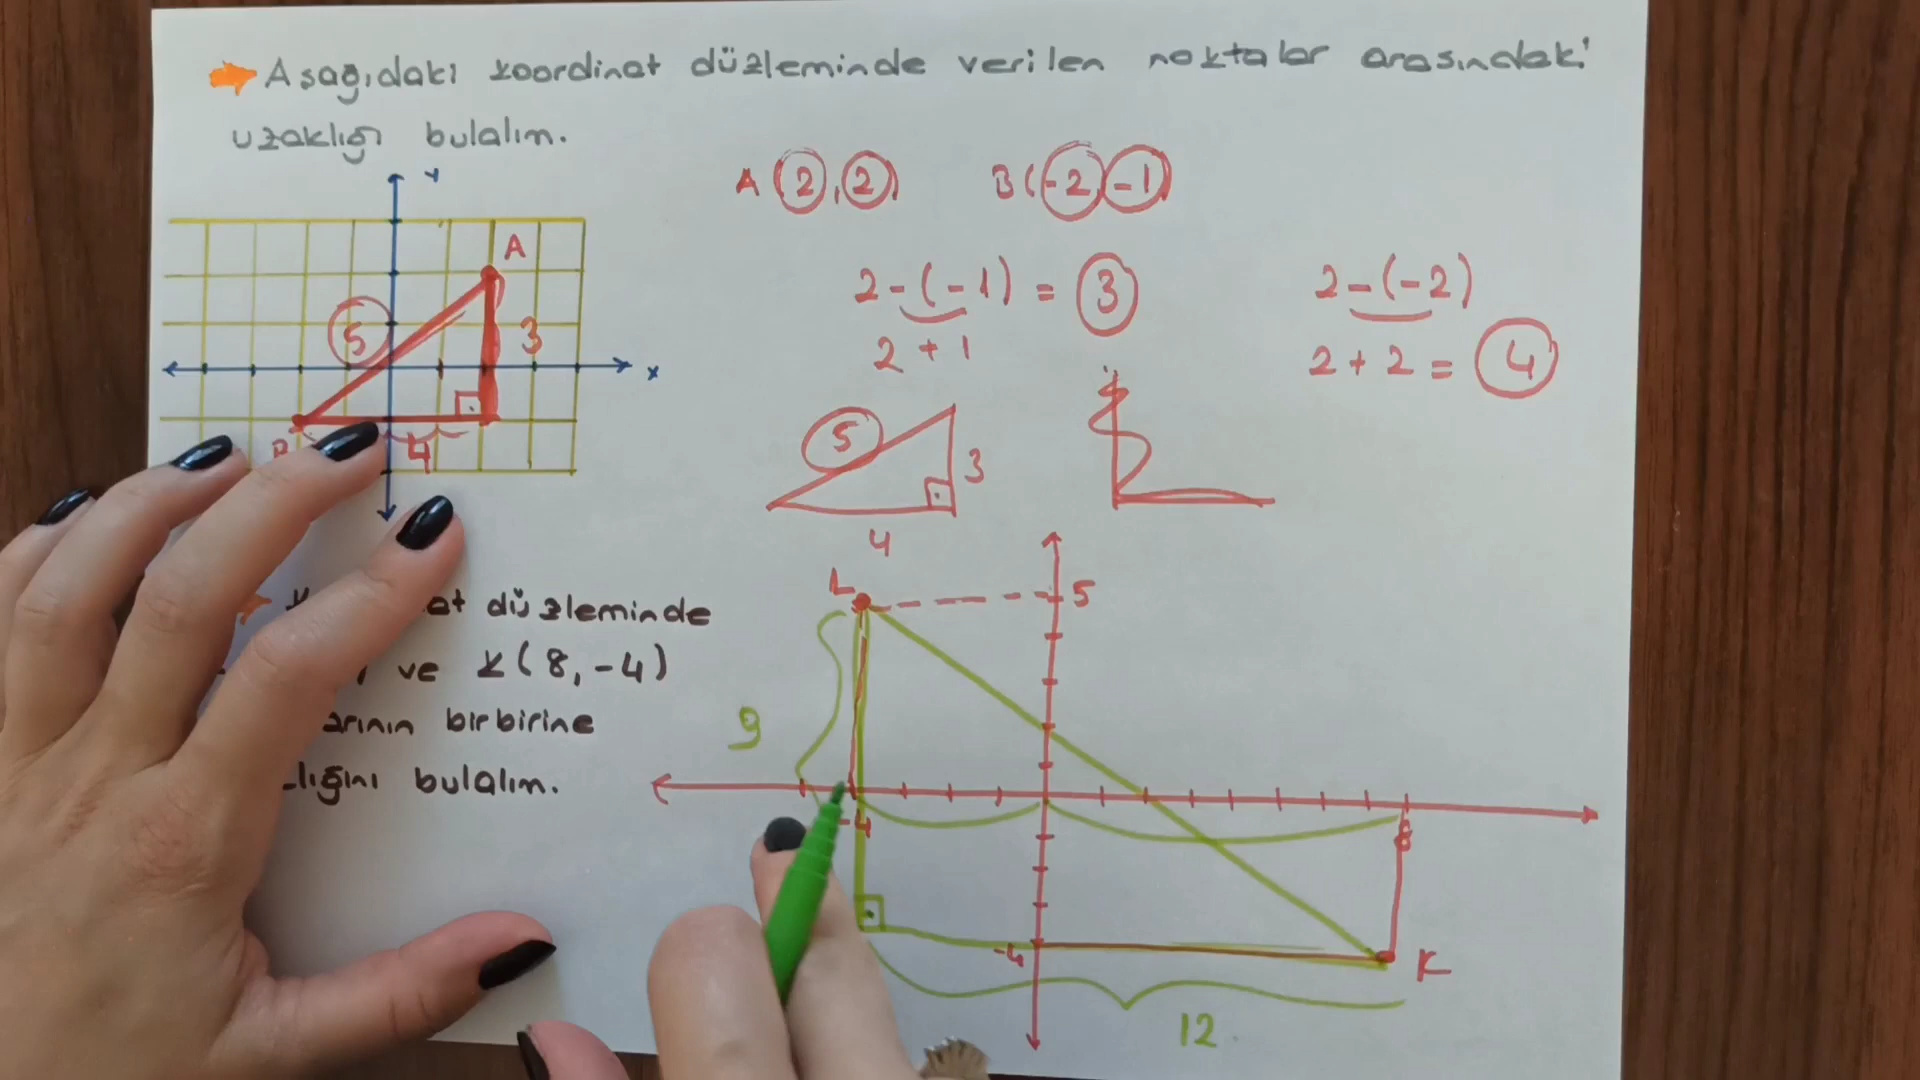 Aşağıdaki koordinat düzleminde verilen noktalar arasındaki
uzaklığı bulalım.
y
A (2,2) B(-2,-1)
A
2-(-1) = 3
2-(-2)
5
3
2 + 1
2 + 2 = 4
x
4
5
3
4
düzleminde
ve K(8,-4)
birbirine
bulalım.
L
5
9
-4
8
-4
K
12